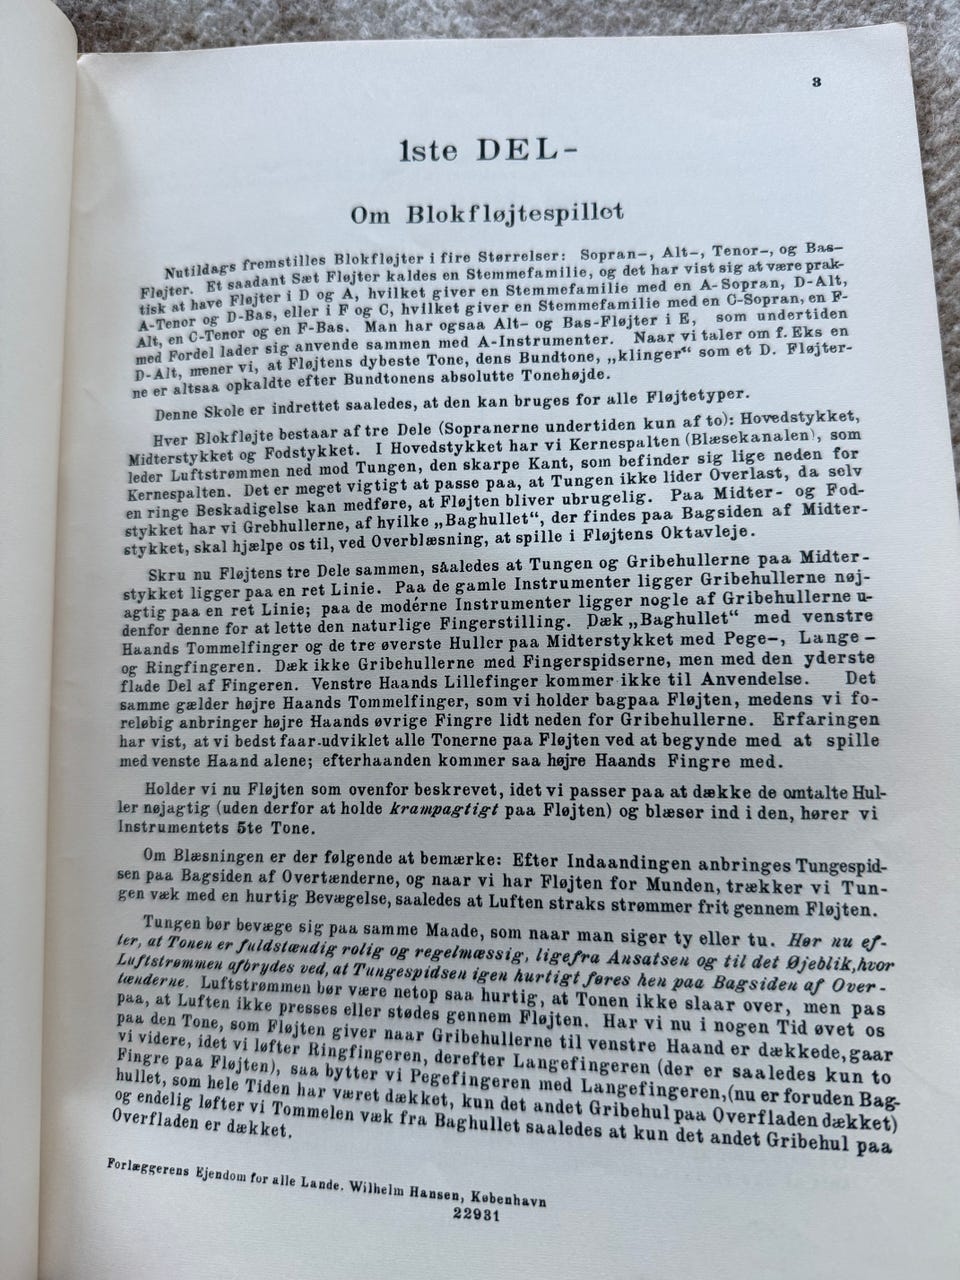 3
1ste DEL-
Om Blokfløjtespillet
Nutildags fremstilles Blokfløjter i fire Størrelser: Sopran-, Alt-, Tenor-, og Bas-
Fløjter. Et saadant Sæt Fløjter kaldes en Stemmefamilie, og det har vist sig at være prak-
tisk at have Fløjter i D og A, hvilket giver en Stemmefamilie med en A-Sopran, D-Alt,
A-Tenor og D-Bas, eller i F og C, hvilket giver en Stemmefamilie med en C-Sopran, en F-
Alt, en C-Tenor og en F-Bas. Man har ogsaa Alt- og Bas-Fløjter i E, som undertiden
med Fordel lader sig anvende sammen med A-Instrumenter. Naar vi taler om f. Eks en
D-Alt, mener vi, at Fløjtens dybeste Tone, dens Bundtone, „klinger“ som et D. Fløjter-
ne er altsaa opkaldte efter Bundtonens absolutte Tonehøjde.
Denne Skole er indrettet saaledes, at den kan bruges for alle Fløjtetyper.
Hver Blokfløjte bestaar af tre Dele (Sopranerne undertiden kun af to): Hovedstykket,
Midterstykket og Fodstykket. I Hovedstykket har vi Kernespalten (Blæsekanalen), som
leder Luftstrømmen ned mod Tungen, den skarpe Kant, som befinder sig lige neden for
Kernespalten. Det er meget vigtigt at passe paa, at Tungen ikke lider Overlast, da selv
en ringe Beskadigelse kan medføre, at Fløjten bliver ubrugelig. Paa Midter- og Fod-
stykket har vi Grebhullerne, af hvilke „Baghullet“, der findes paa Bagsiden af Midter-
stykket, skal hjælpe os til, ved Overblæsning, at spille i Fløjtens Oktavleje.
Skru nu Fløjtens tre Dele sammen, såaledes at Tungen og Gribehullerne paa Midter-
stykket ligger paa en ret Linie. Paa de gamle Instrumenter ligger Gribehullerne nøj-
agtig paa en ret Linie; paa de modérne Instrumenter ligger nogle af Gribehullerne u-
denfor denne for at lette den naturlige Fingerstilling. Dæk „Baghullet“ med venstre
Haands Tommelfinger og de tre øverste Huller paa Midterstykket med Pege-, Lange-
og Ringfingeren. Dæk ikke Gribehullerne med Fingerspidserne, men med den yderste
flade Del af Fingeren. Venstre Haands Lillefinger kommer ikke til Anvendelse. Det
samme gælder højre Haands Tommelfinger, som vi holder bagpaa Fløjten, medens vi fo-
reløbig anbringer højre Haands øvrige Fingre lidt neden for Gribehullerne. Erfaringen
har vist, at vi bedst faar udviklet alle Tonerne paa Fløjten ved at begynde med at spille
med venste Haand alene; efterhaanden kommer saa højre Haands Fingre med.
Holder vi nu Fløjten som ovenfor beskrevet, idet vi passer paa at dække de omtalte Hul-
ler nøjagtig (uden derfor at holde krampagtigt paa Fløjten) og blæser ind i den, hører vi
Instrumentets 5te Tone.
Om Blæsningen er der følgende at bemærke: Efter Indaandingen anbringes Tungespid-
sen paa Bagsiden af Overtænderne, og naar vi har Fløjten for Munden, trækker vi Tun-
gen væk med en hurtig Bevægelse, saaledes at Luften straks strømmer frit gennem Fløjten.
Tungen bør bevæge sig paa samme Maade, som naar man siger ty eller tu. Hør nu ef-
ter, at Tonen er fuldstændig rolig og regelmæssig, ligefra Ansatsen og til det Øjeblik, hvor
Luftstrømmen afbrydes ved, at Tungespidsen igen hurtigt føres hen paa Bagsiden af Over-
tænderne. Luftstrømmen bør være netop saa hurtig, at Tonen ikke slaar over, men pas
paa, at Luften ikke presses eller stødes gennem Fløjten. Har vi nu i nogen Tid øvet os
paa den Tone, som Fløjten giver naar Gribehullerne til venstre Haand er dækkede, gaar
vi videre, idet vi løfter Ringfingeren, derefter Langefingeren (der er saaledes kun to
Fingre paa Fløjten), saa bytter vi Pegefingeren med Langefingeren, (nu er foruden Bag-
hullet, som hele Tiden har været dækket, kun det andet Gribehul paa Overfladen dækket)
og endelig løfter vi Tommelen væk fra Baghullet saaledes at kun det andet Gribehul paa
Overfladen er dækket.
Forlæggerens Ejendom for alle Lande. Wilhelm Hansen, København
22931